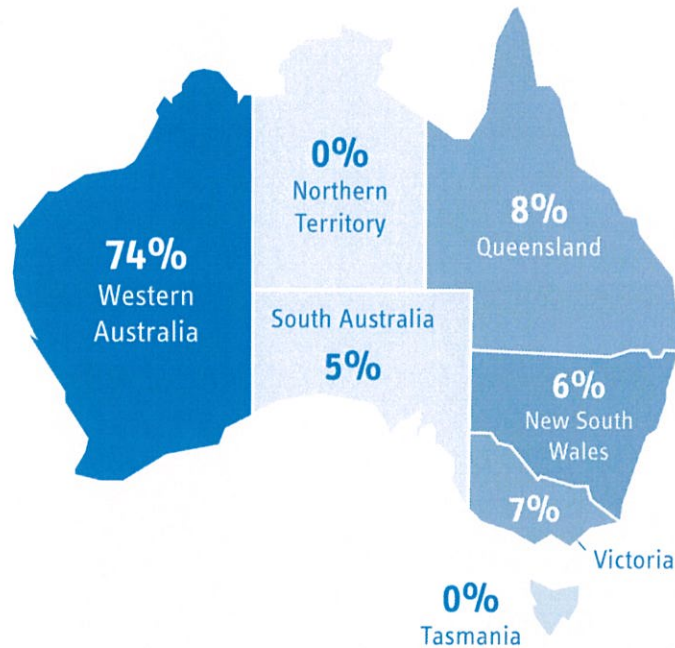 0%
Northern
Territory
8%
Queensland
74%
Western
Australia
South Australia
5%
6%
New South
Wales
7%
Victoria
0%
Tasmania